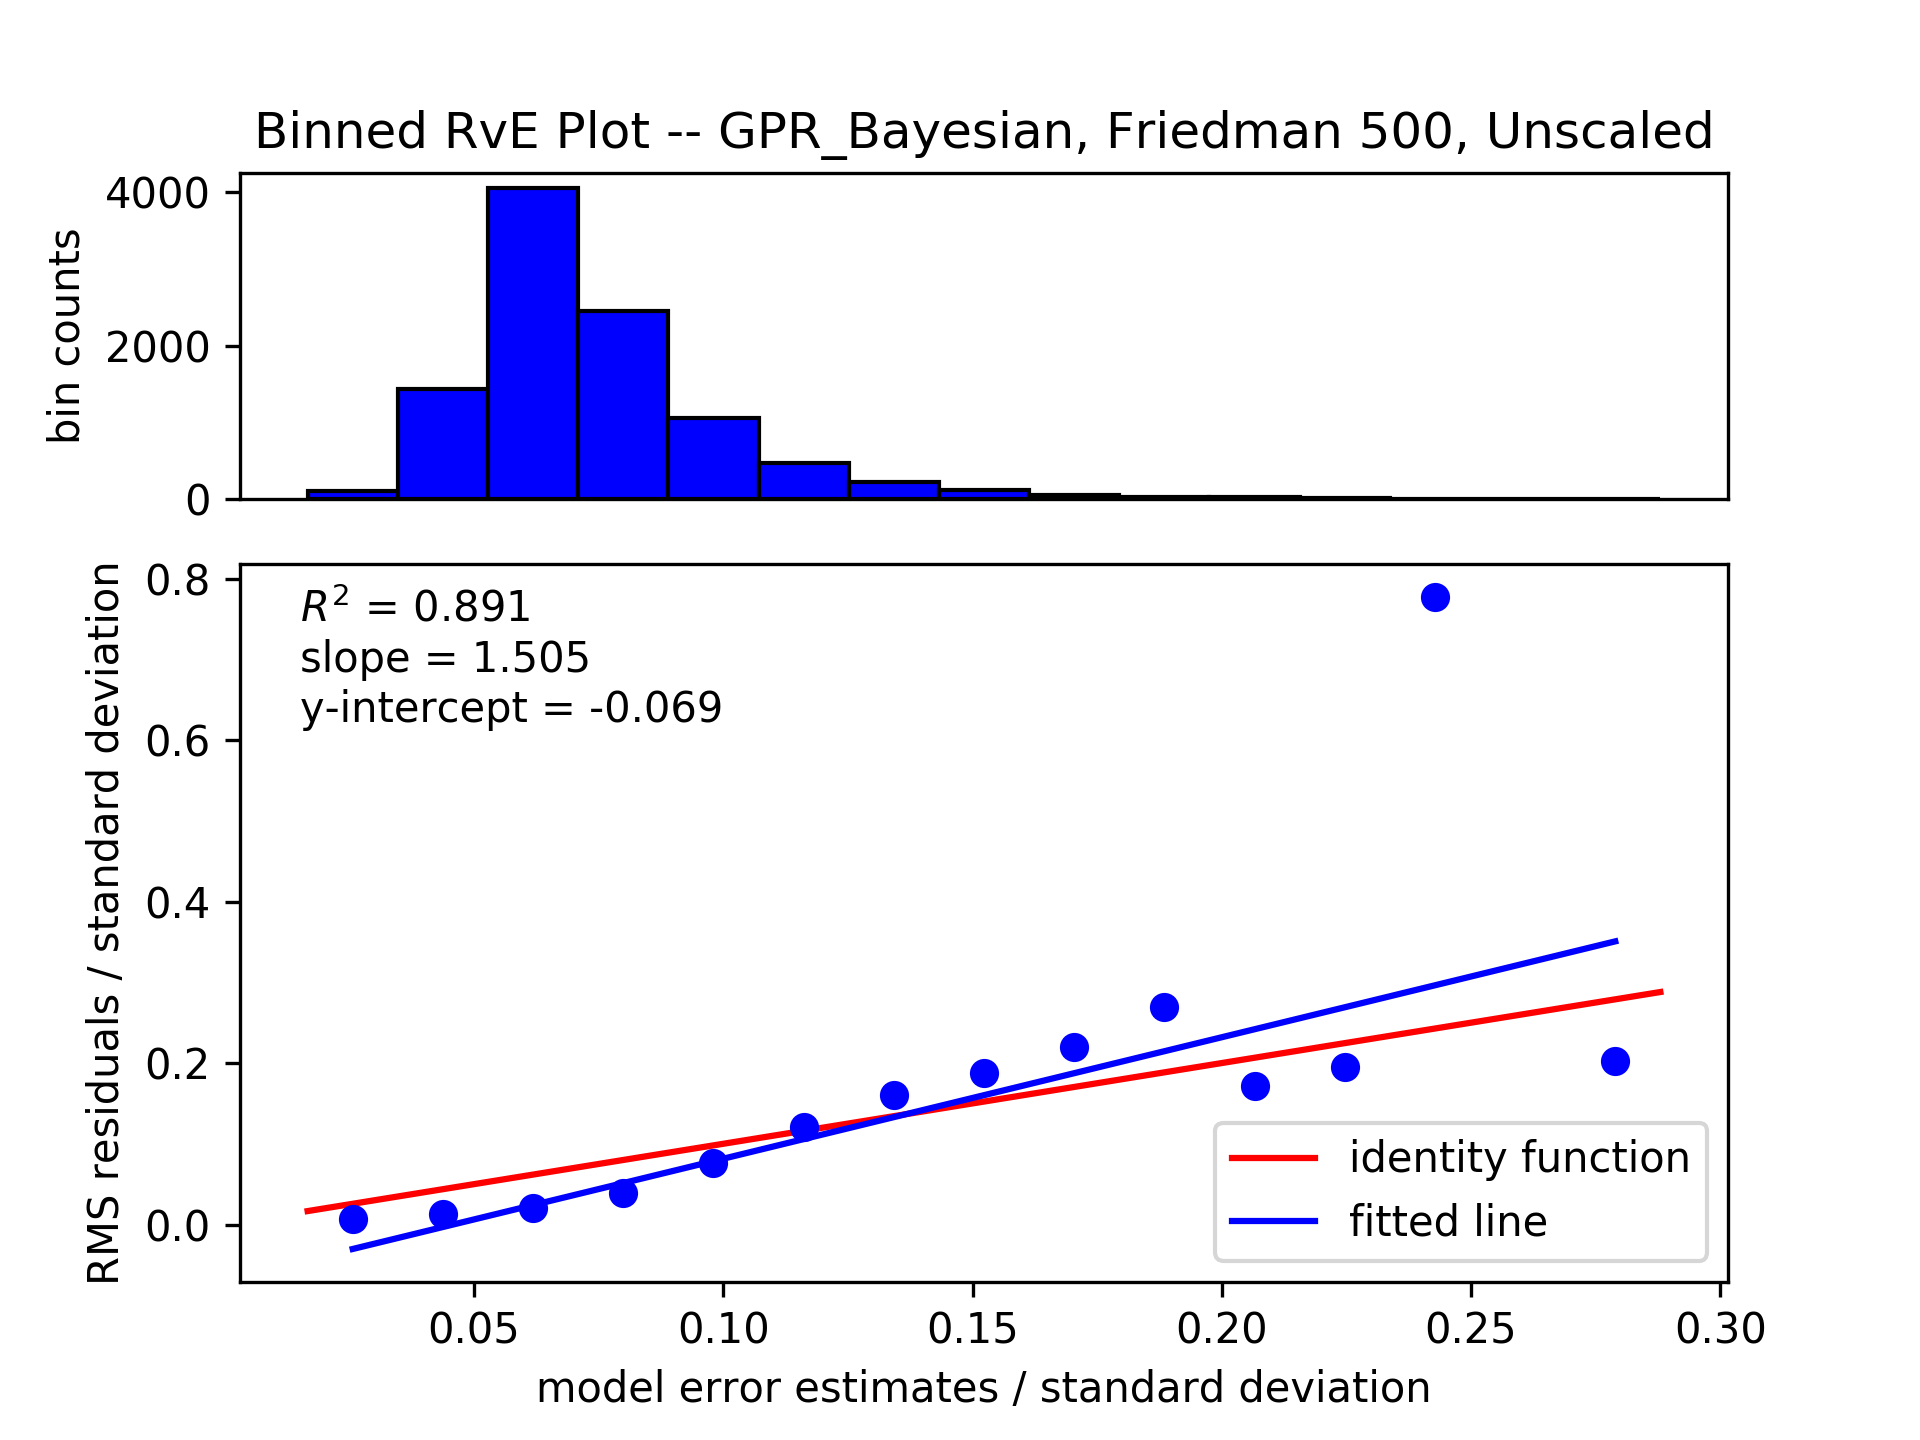 Binned RvE Plot -- GPR_Bayesian, Friedman 500, Unscaled
bin counts
4000
2000
0
RMS residuals / standard deviation
0.8
0.6
0.4
0.2
0.0
R² = 0.891
slope = 1.505
y-intercept = -0.069
identity function
fitted line
0.05 0.10 0.15 0.20 0.25 0.30
model error estimates / standard deviation